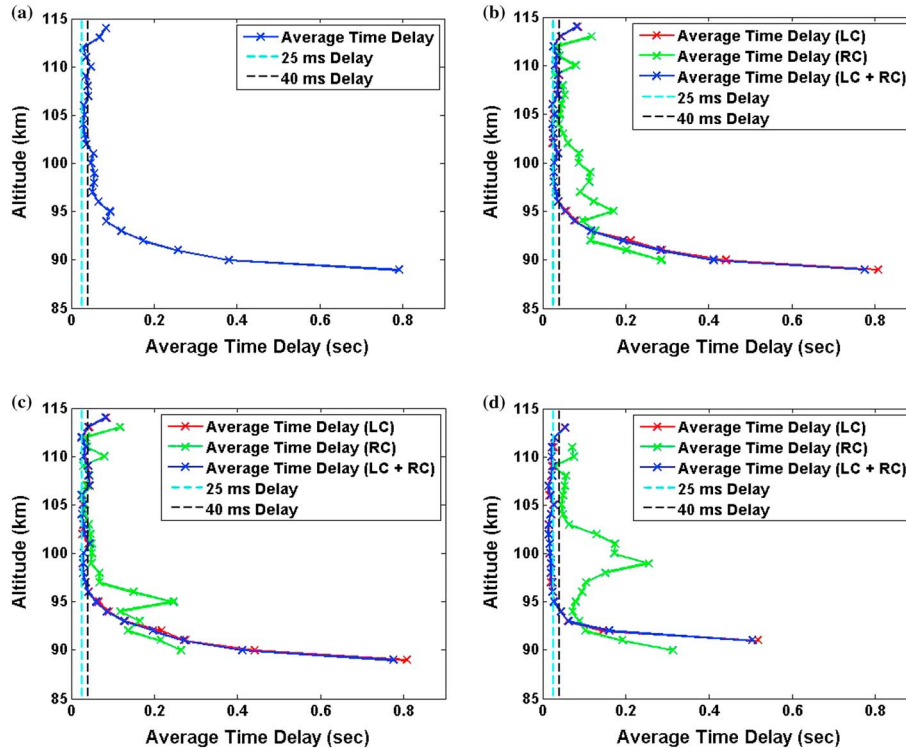 (a)
Average Time Delay
25 ms Delay
40 ms Delay
115
110
105
100
95
90
85
Altitude (km)
0 0.2 0.4 0.6 0.8
Average Time Delay (sec)
(b)
Average Time Delay (LC)
Average Time Delay (RC)
Average Time Delay (LC + RC)
25 ms Delay
40 ms Delay
115
110
105
100
95
90
85
Altitude (km)
0 0.2 0.4 0.6 0.8
Average Time Delay (sec)
(c)
Average Time Delay (LC)
Average Time Delay (RC)
Average Time Delay (LC + RC)
25 ms Delay
40 ms Delay
115
110
105
100
95
90
85
Altitude (km)
0 0.2 0.4 0.6 0.8
Average Time Delay (sec)
(d)
Average Time Delay (LC)
Average Time Delay (RC)
Average Time Delay (LC + RC)
25 ms Delay
40 ms Delay
115
110
105
100
95
90
85
Altitude (km)
0 0.2 0.4 0.6 0.8
Average Time Delay (sec)